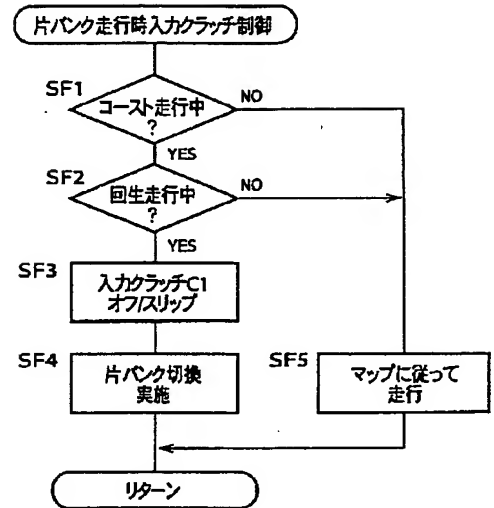 片バンク走行時入力クラッチ制御
SF1
コースト走行中
?
NO
YES
SF2
回生走行中
?
NO
YES
SF3
入力クラッチC1
オフ/スリップ
SF4
片バンク切換
実施
SF5
マップに従って
走行
リターン